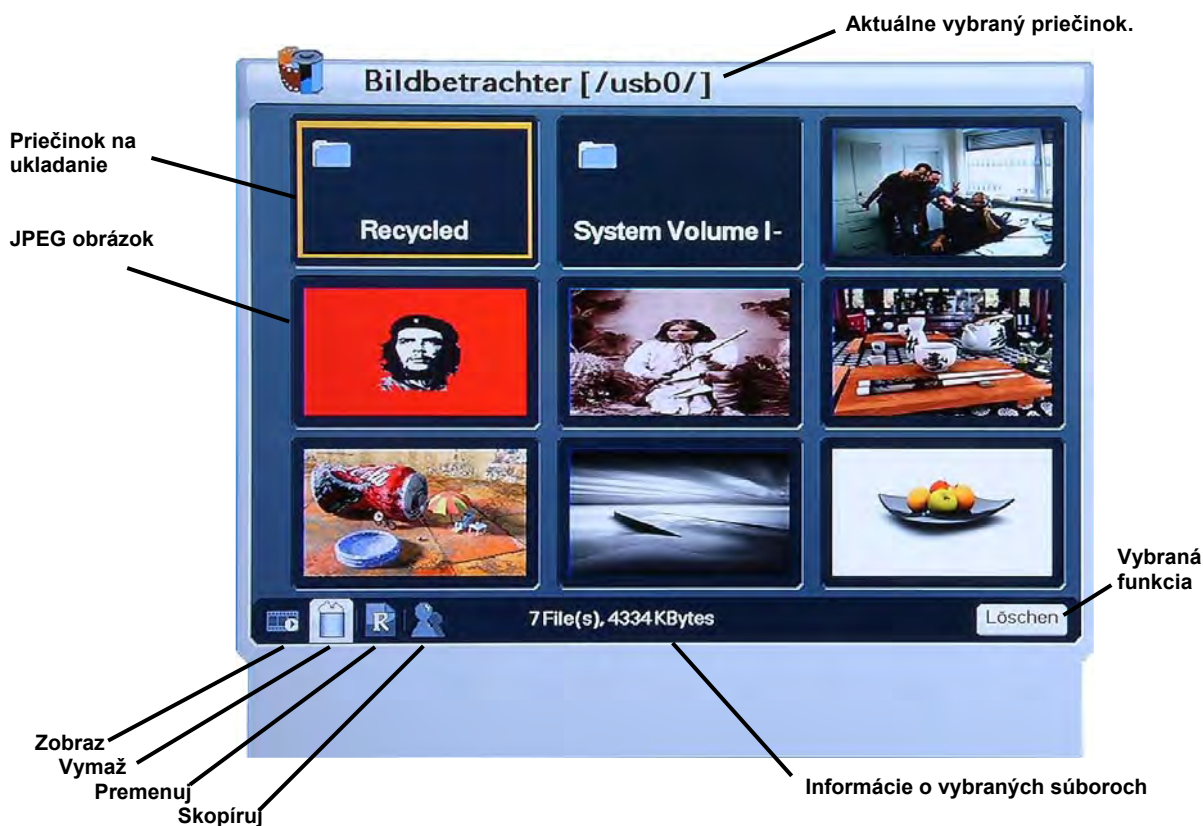 Aktuálne vybraný priečinok.
Bildbetrachter [/usb0/]
Priečinok na
ukladanie
Recycled
System Volume I-
JPEG obrázok
Vybraná
funkcia
7 File(s), 4334 KBytes
Löschen
R
Zobraz
Vymaž
Premenuj
Skopíruj
Informácie o vybraných súboroch